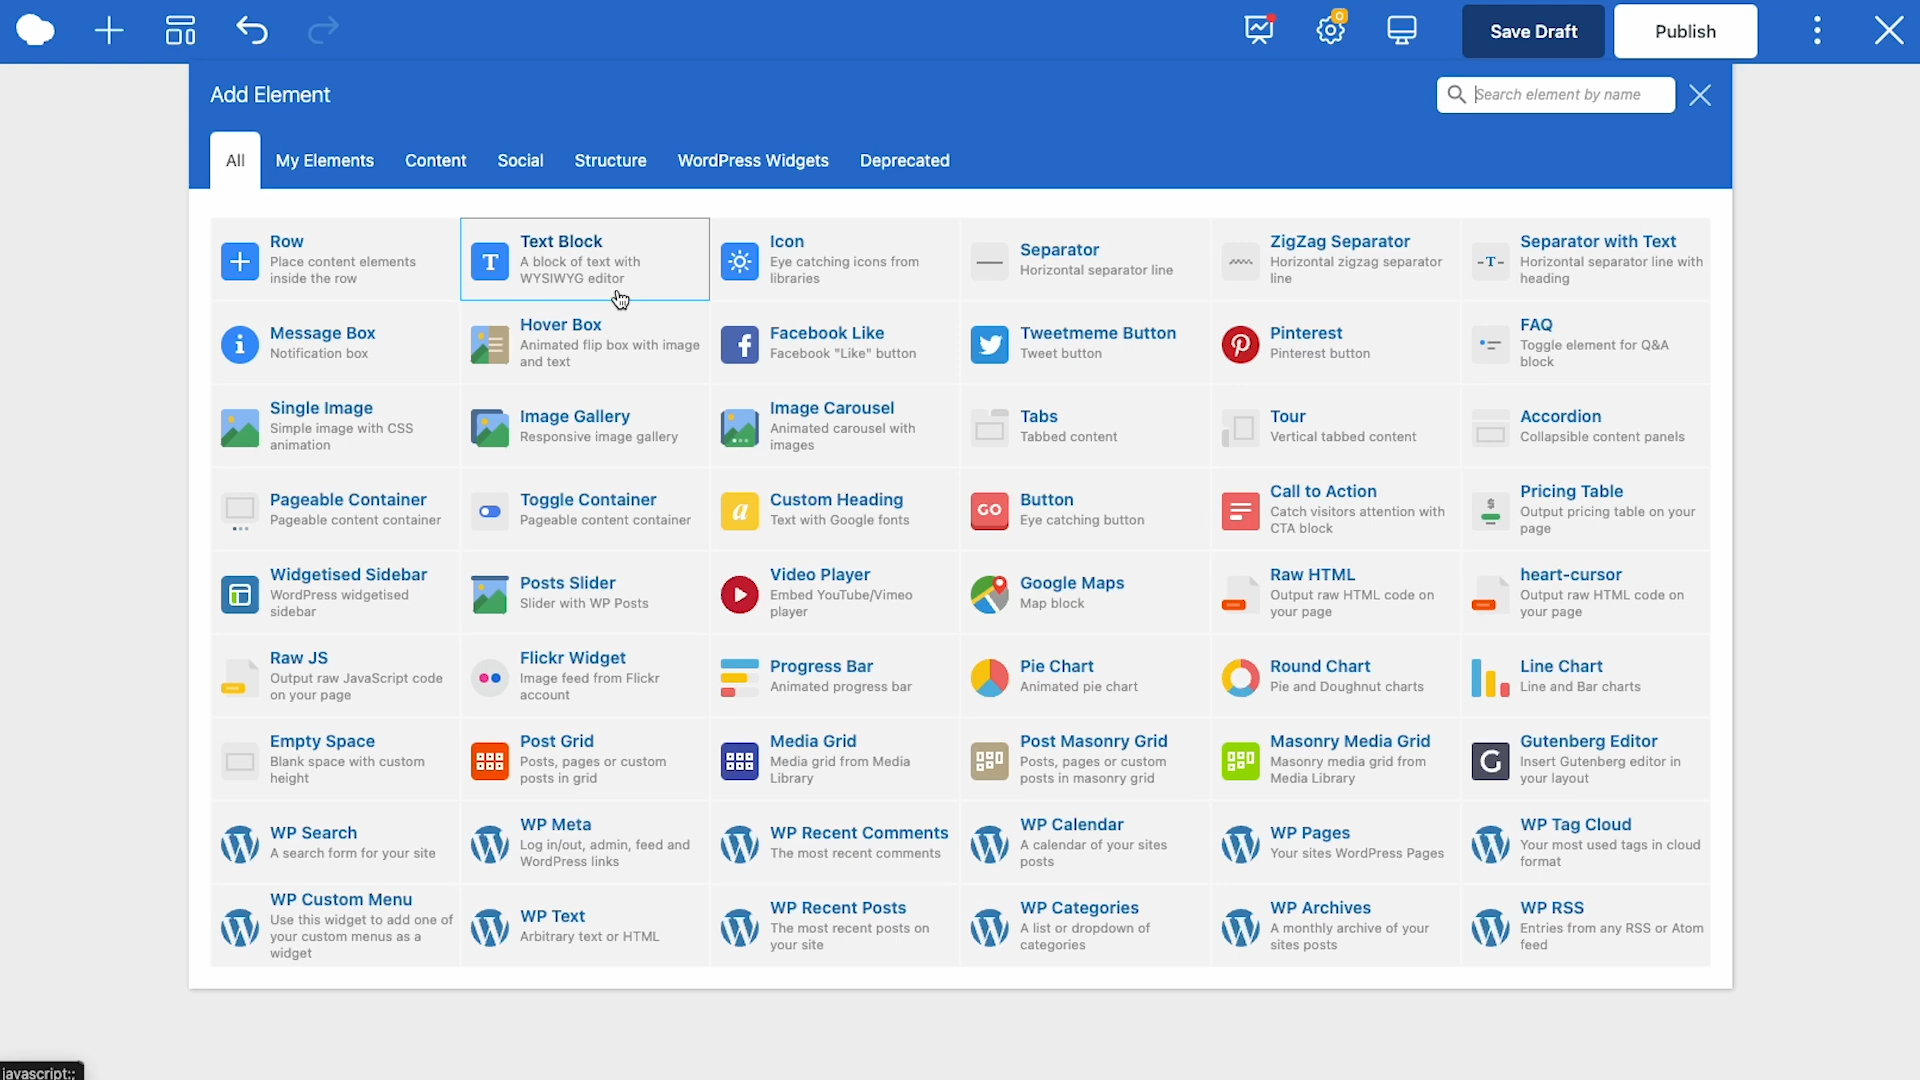 0
Save Draft
Publish
Add Element
Search element by name
All
My Elements
Content
Social
Structure
WordPress Widgets
Deprecated
Row
Place content elements
inside the row
T
Text Block
A block of text with
WYSIWYG editor
Icon
Eye catching icons from
libraries
Separator
Horizontal separator line
ZigZag Separator
Horizontal zigzag separator
line
-T-
Separator with Text
Horizontal separator line with
heading
i
Message Box
Notification box
Hover Box
Animated flip box with image
and text
f
Facebook Like
Facebook "Like" button
Tweetmeme Button
Tweet button
Pinterest
Pinterest button
FAQ
Toggle element for Q&A
block
Single Image
Simple image with CSS
animation
Image Gallery
Responsive image gallery
Image Carousel
Animated carousel with
images
Tabs
Tabbed content
Tour
Vertical tabbed content
Accordion
Collapsible content panels
Pageable Container
Pageable content container
Toggle Container
Pageable content container
a
Custom Heading
Text with Google fonts
GO
Button
Eye catching button
Call to Action
Catch visitors attention with
CTA block
$
Pricing Table
Output pricing table on your
page
Widgetised Sidebar
WordPress widgetised
sidebar
Posts Slider
Slider with WP Posts
Video Player
Embed YouTube/Vimeo
player
Google Maps
Map block
Raw HTML
Output raw HTML code on
your page
heart-cursor
Output raw HTML code on
your page
Raw JS
Output raw JavaScript code
on your page
Flickr Widget
Image feed from Flickr
account
Progress Bar
Animated progress bar
Pie Chart
Animated pie chart
Round Chart
Pie and Doughnut charts
Line Chart
Line and Bar charts
Empty Space
Blank space with custom
height
Post Grid
Posts, pages or custom
posts in grid
Media Grid
Media grid from Media
Library
Post Masonry Grid
Posts, pages or custom
posts in masonry grid
Masonry Media Grid
Masonry media grid from
Media Library
G
Gutenberg Editor
Insert Gutenberg editor in
your layout
WP Search
A search form for your site
WP Meta
Log in/out, admin, feed and
WordPress links
WP Recent Comments
The most recent comments
WP Calendar
A calendar of your sites
posts
WP Pages
Your sites WordPress Pages
WP Tag Cloud
Your most used tags in cloud
format
WP Custom Menu
Use this widget to add one of
your custom menus as a
widget
WP Text
Arbitrary text or HTML
WP Recent Posts
The most recent posts on
your site
WP Categories
A list or dropdown of
categories
WP Archives
A monthly archive of your
sites posts
WP RSS
Entries from any RSS or Atom
feed
javascript:;